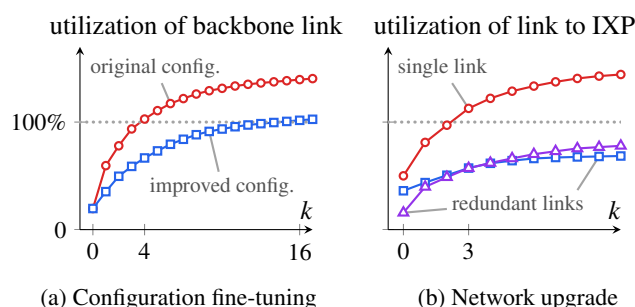 utilization of backbone link
utilization of link to IXP
original config.
single link
100%
improved config.
redundant links
0
k
k
0
4
16
0
3
(a) Configuration fine-tuning
(b) Network upgrade